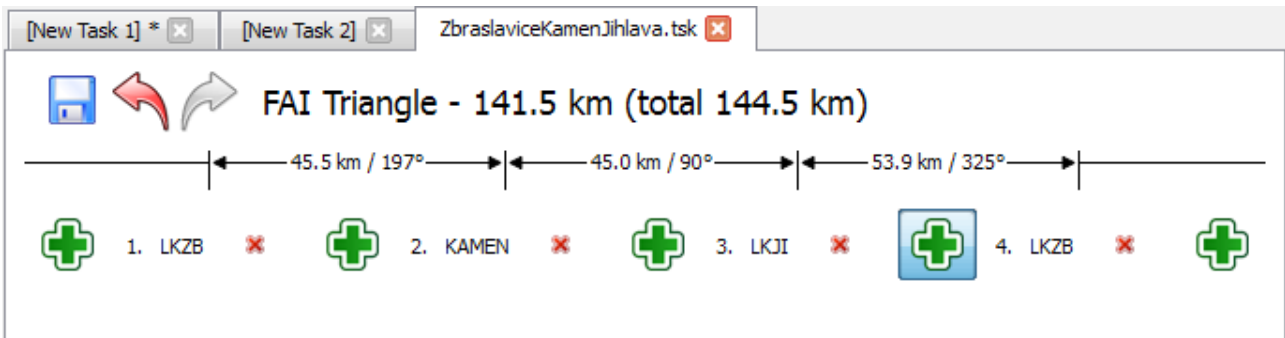 [New Task 1] * [New Task 2] ZbraslaviceKamenJihlava.tsk
FAI Triangle - 141.5 km (total 144.5 km)
45.5 km / 197° 45.0 km / 90° 53.9 km / 325°
1. LKZB 2. KAMEN 3. LKJI 4. LKZB